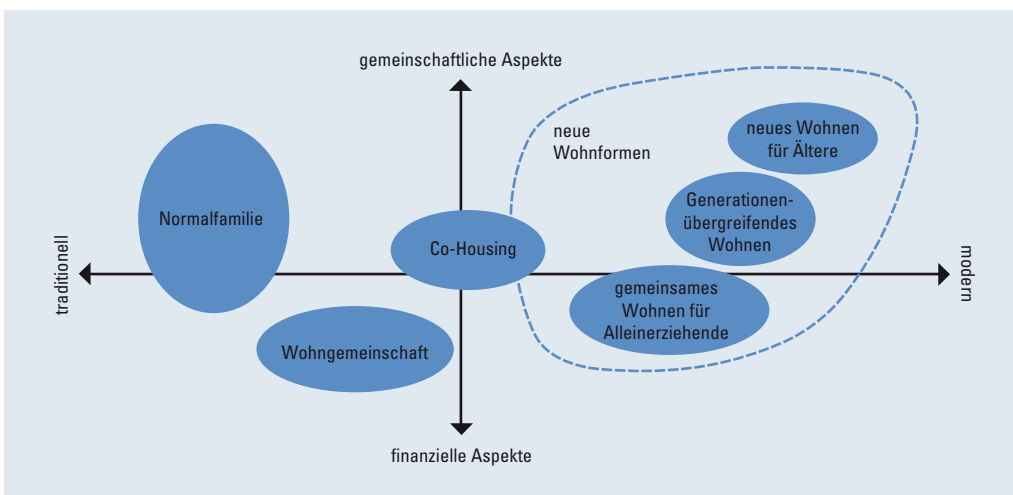 gemeinschaftliche Aspekte
neue
Wohnformen
neues Wohnen
für Ältere
Normalfamilie
Generationen-
übergreifendes
Wohnen
Co-Housing
traditionell
modern
gemeinsames
Wohnen für
Alleinerziehende
Wohngemeinschaft
finanzielle Aspekte